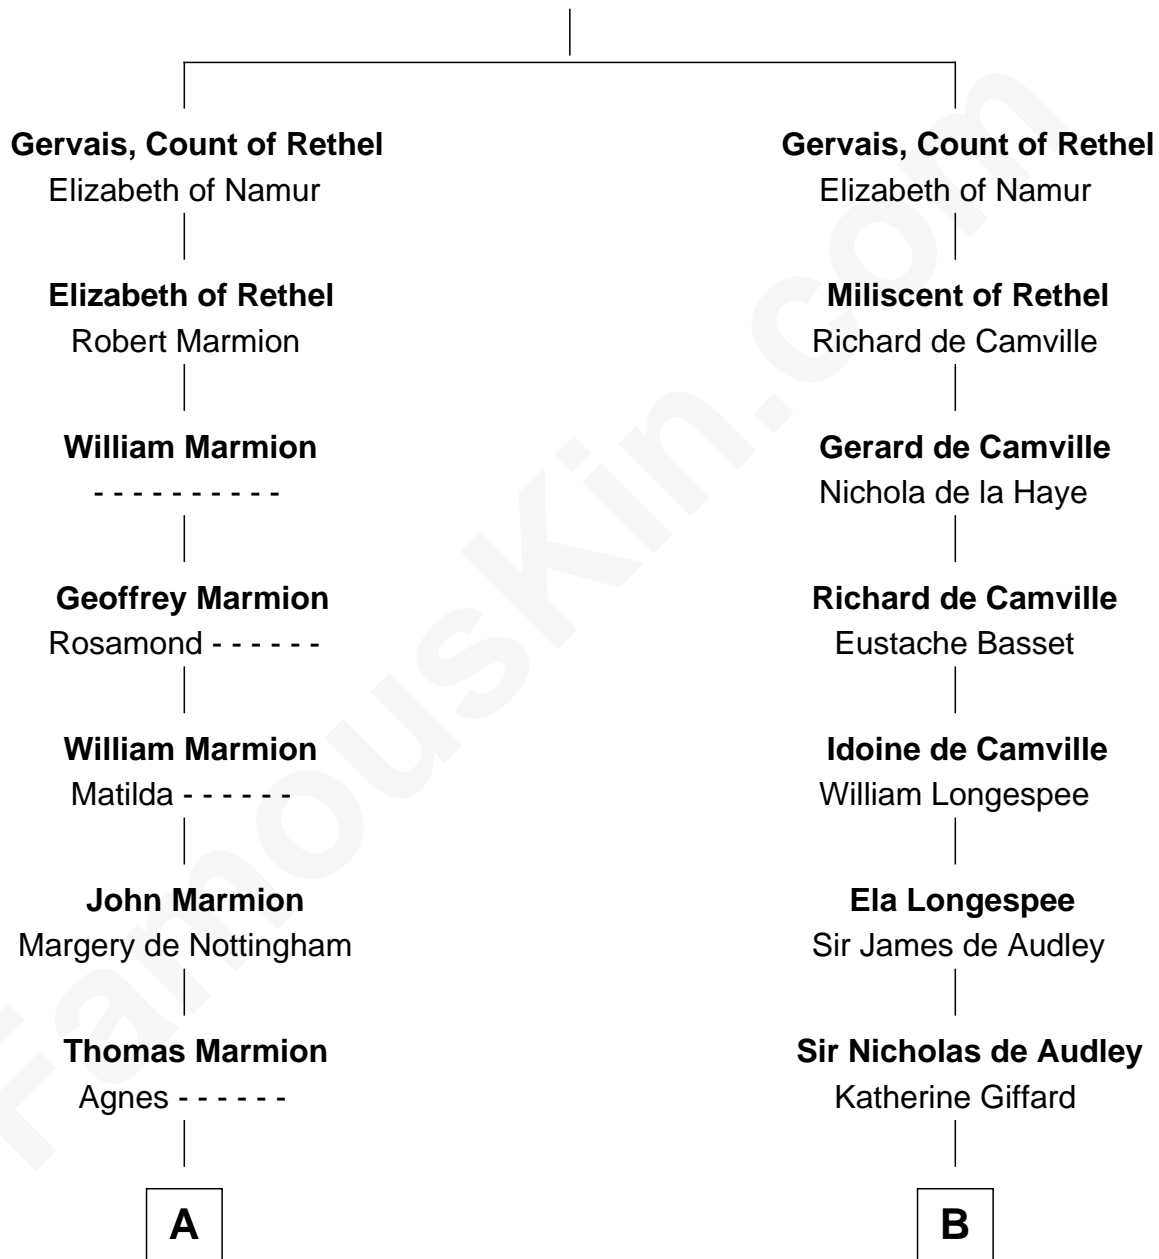 Gervais, Count of Rethel
Elizabeth of Namur
Elizabeth of Rethel
Robert Marmion
William Marmion
- - - - - - - - - -
Geoffrey Marmion
Rosamond - - - - - -
William Marmion
Matilda - - - - - -
John Marmion
Margery de Nottingham
Thomas Marmion
Agnes - - - - - -
A
Gervais, Count of Rethel
Elizabeth of Namur
Miliscent of Rethel
Richard de Camville
Gerard de Camville
Nichola de la Haye
Richard de Camville
Eustache Basset
Idoine de Camville
William Longespee
Ela Longespee
Sir James de Audley
Sir Nicholas de Audley
Katherine Giffard
B
FamousKin.com